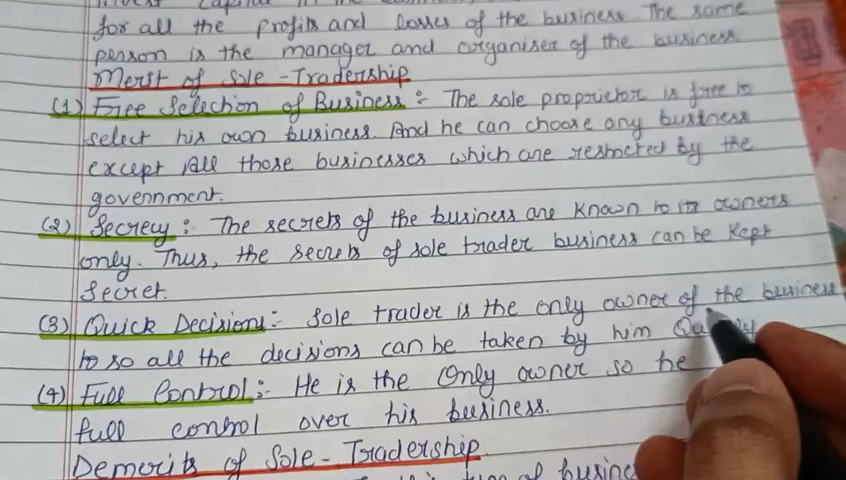 Capital in the
for all the profits and losses of the business The same
person is the manager and organiser of the business
Merit of Sole - Tradership
(1) Free Selection of Business :- The sole proprietor is free to
select his own business. And he can choose any business
except all those businesses which are restricted by the
government.
(2) Secrecy :- The secrets of the business are known to its owners
only. Thus, the secrets of sole trader business can be kept
secret.
(3) Quick Decisions :- Sole trader is the only owner of the business
so all the decisions can be taken by him
(4) Full Control :- He is the only owner so he
full control over his business.
Demerits of Sole - Tradership
of busine